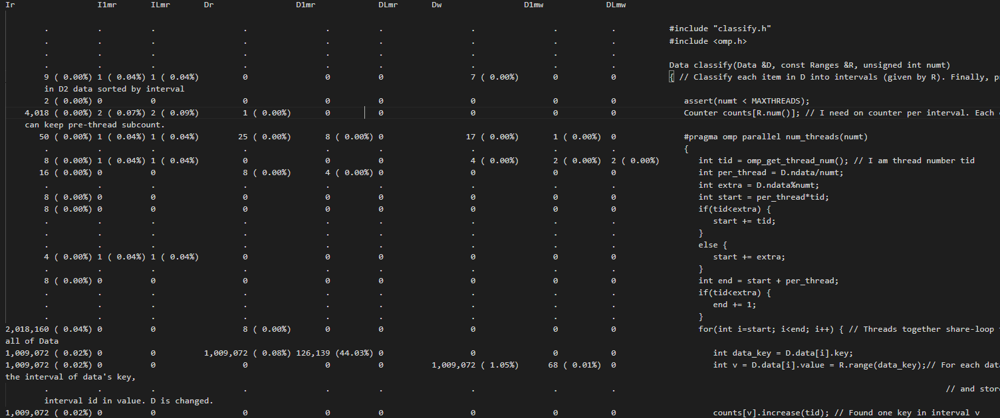 Ir I1mr ILmr Dr D1mr DLmr Dw D1mw DLmw
. . . . . . . . . #include "classify.h"
. . . . . . . . . #include <omp.h>
. . . . . . . . .
. . . . . . . . . Data classify(Data &D, const Ranges &R, unsigned int numt)
9 ( 0.00%) 1 ( 0.04%) 1 ( 0.04%) 0 0 0 7 ( 0.00%) 0 0 { // Classify each item in D into intervals (given by R). Finally, p
in D2 data sorted by interval
2 ( 0.00%) 0 0 0 0 0 0 0 0 assert(numt < MAXTHREADS);
4,018 ( 0.00%) 2 ( 0.07%) 2 ( 0.09%) 1 ( 0.00%) 0 0 0 0 0 Counter counts[R.num()]; // I need on counter per interval. Each
can keep pre-thread subcount.
50 ( 0.00%) 1 ( 0.04%) 1 ( 0.04%) 25 ( 0.00%) 8 ( 0.00%) 0 17 ( 0.00%) 1 ( 0.00%) 0 #pragma omp parallel num_threads(numt)
. . . . . . . . . {
8 ( 0.00%) 1 ( 0.04%) 1 ( 0.04%) 0 0 0 4 ( 0.00%) 2 ( 0.00%) 2 ( 0.00%) int tid = omp_get_thread_num(); // I am thread number tid
16 ( 0.00%) 0 0 8 ( 0.00%) 4 ( 0.00%) 0 0 0 0 int per_thread = D.ndata/numt;
. . . . . . . . . int extra = D.ndata%numt;
8 ( 0.00%) 0 0 0 0 0 0 0 0 int start = per_thread*tid;
8 ( 0.00%) 0 0 0 0 0 0 0 0 if(tid<extra) {
. . . . . . . . . start += tid;
. . . . . . . . . }
. . . . . . . . . else {
4 ( 0.00%) 1 ( 0.04%) 1 ( 0.04%) 0 0 0 0 0 0 start += extra;
. . . . . . . . . }
8 ( 0.00%) 0 0 0 0 0 0 0 0 int end = start + per_thread;
. . . . . . . . . if(tid<extra) {
. . . . . . . . . end += 1;
. . . . . . . . . }
2,018,160 ( 0.04%) 0 0 8 ( 0.00%) 0 0 0 0 0 for(int i=start; i<end; i++) { // Threads together share-loop
all of Data
1,009,072 ( 0.02%) 0 0 1,009,072 ( 0.08%) 126,139 (44.03%) 0 0 0 0 int data_key = D.data[i].key;
1,009,072 ( 0.02%) 0 0 0 0 0 1,009,072 ( 1.05%) 68 ( 0.01%) 0 int v = D.data[i].value = R.range(data_key);// For each dat
the interval of data's key,
. . . . . . . . . // and stor
interval id in value. D is changed.
1,009,072 ( 0.02%) 0 0 0 0 0 0 0 0 counts[v].increase(tid); // Found one key in interval v